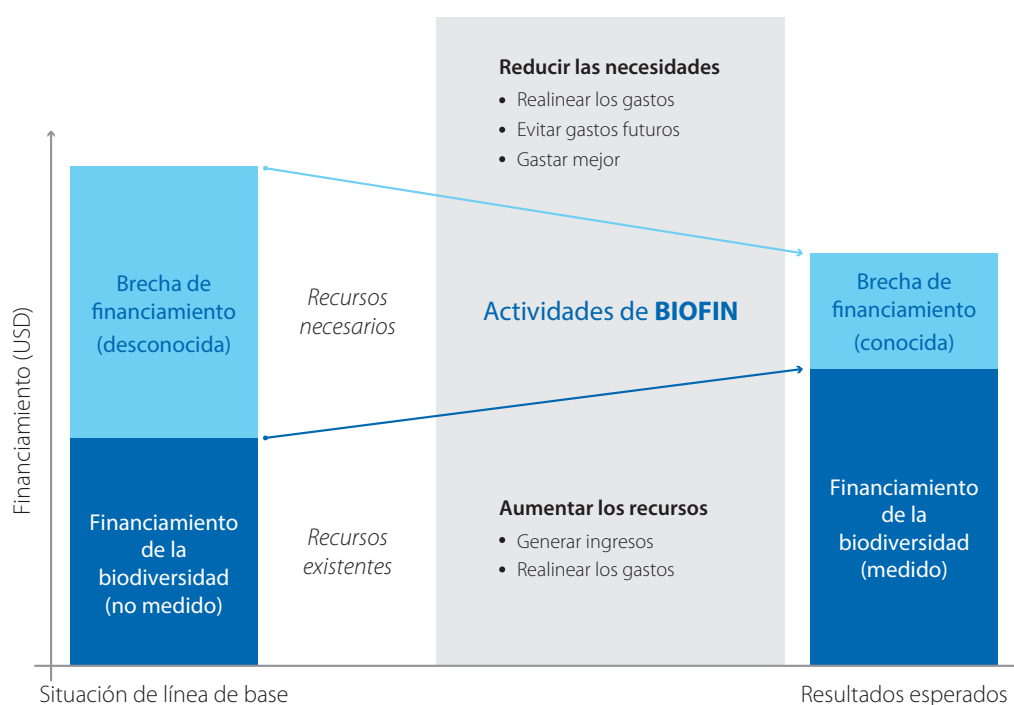 Reducir las necesidades
• Realinear los gastos
• Evitar gastos futuros
• Gastar mejor
Financiamiento (USD)
Brecha de
financiamiento
(desconocida)
Recursos
necesarios
Actividades de BIOFIN
Brecha de
financiamiento
(conocida)
Financiamiento
de la
biodiversidad
(no medido)
Recursos
existentes
Aumentar los recursos
• Generar ingresos
• Realinear los gastos
Financiamiento
de la
biodiversidad
(medido)
Situación de línea de base
Resultados esperados